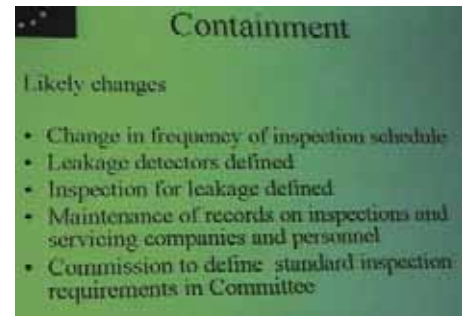 Containment
Likely changes
• Change in frequency of inspection schedule
• Leakage detectors defined
• Inspection for leakage defined
• Maintenance of records on inspections and
servicing companies and personnel
• Commission to define standard inspection
requirements in Committee